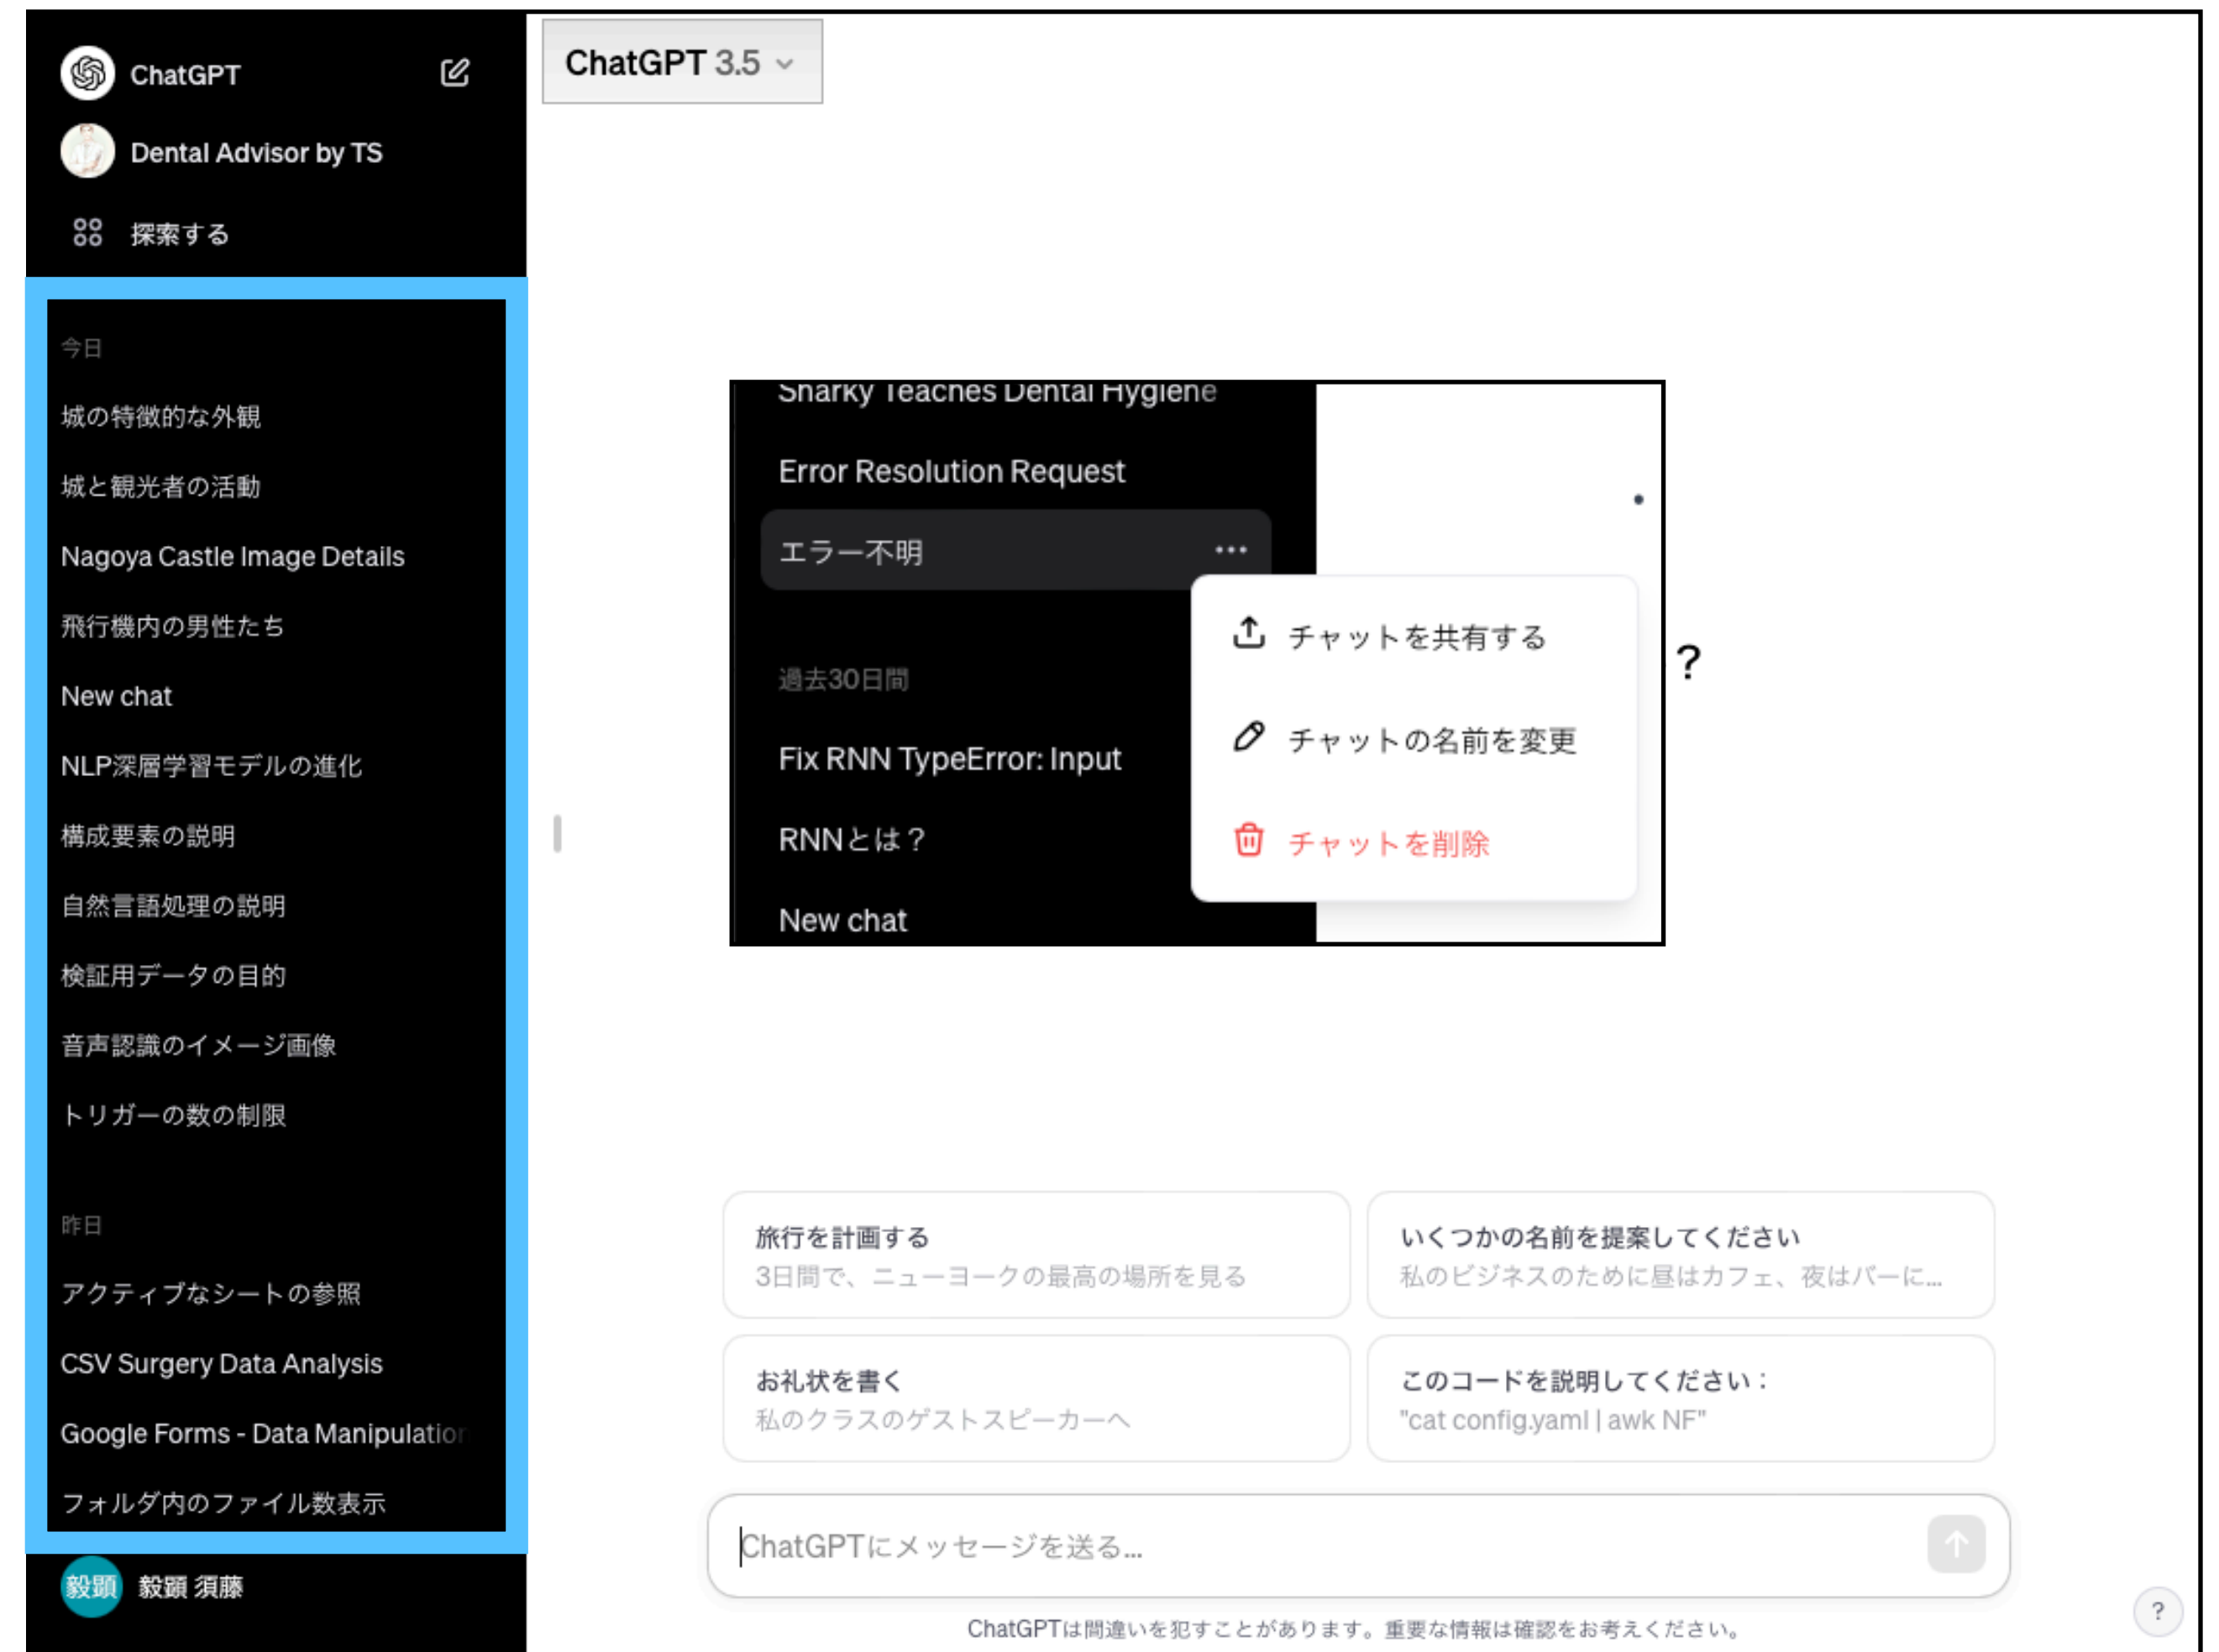 ChatGPT
Dental Advisor by TS
探索する
今日
城の特徴的な外観
城と観光者の活動
Nagoya Castle Image Details
飛行機内の男性たち
New chat
NLP深層学習モデルの進化
構成要素の説明
自然言語処理の説明
検証用データの目的
音声認識のイメージ画像
トリガーの数の制限
昨日
アクティブなシートの参照
CSV Surgery Data Analysis
Google Forms - Data Manipulation
フォルダ内のファイル数表示
毅顕 毅顕 須藤
ChatGPT 3.5
Sharky Teaches Dental Hygiene
Error Resolution Request
エラー不明
過去30日間
Fix RNN TypeError: Input
RNNとは？
New chat
チャットを共有する
チャットの名前を変更
チャットを削除
?
旅行を計画する
3日間で、ニューヨークの最高の場所を見る
いくつかの名前を提案してください
私のビジネスのために昼はカフェ、夜はバーに...
お礼状を書く
私のクラスのゲストスピーカーへ
このコードを説明してください：
"cat config.yaml | awk NF"
ChatGPTにメッセージを送る...
ChatGPTは間違いを犯すことがあります。重要な情報は確認をお考えください。
?